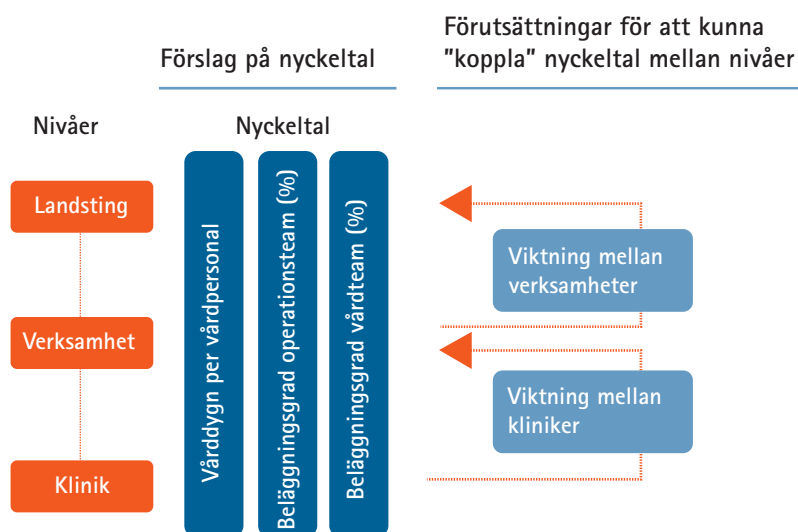 Förslag på nyckeltal
Förutsättningar för att kunna
”koppla” nyckeltal mellan nivåer
Nivåer
Nyckeltal
Landsting
Verksamhet
Klinik
Vårddygn per vårdpersonal
Beläggningsgrad operationsteam (%)
Beläggningsgrad vårdteam (%)
Viktning mellan
verksamheter
Viktning mellan
kliniker